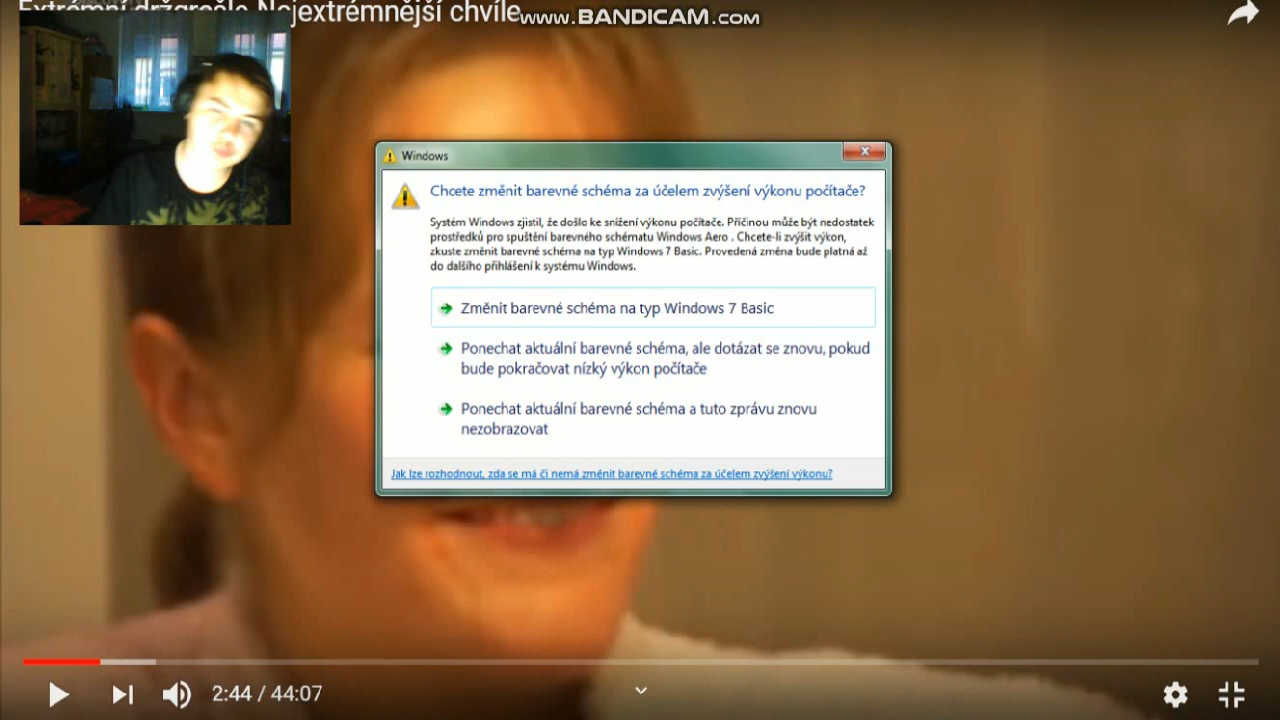 Extrémní držgrešle Nejextrémnější chvíle
www.BANDICAM.com
Windows
Chcete změnit barevné schéma za účelem zvýšení výkonu počítače?
Systém Windows zjistil, že došlo ke snížení výkonu počítače. Příčinou může být nedostatek
prostředků pro spuštění barevného schématu Windows Aero . Chcete-li zvýšit výkon,
zkuste změnit barevné schéma na typ Windows 7 Basic. Provedená změna bude platná až
do dalšího přihlášení k systému Windows.
Změnit barevné schéma na typ Windows 7 Basic
Ponechat aktuální barevné schéma, ale dotázat se znovu, pokud
bude pokračovat nízký výkon počítače
Ponechat aktuální barevné schéma a tuto zprávu znovu
nezobrazovat
Jak lze rozhodnout, zda se má či nemá změnit barevné schéma za účelem zvýšení výkonu?
2:44 / 44:07